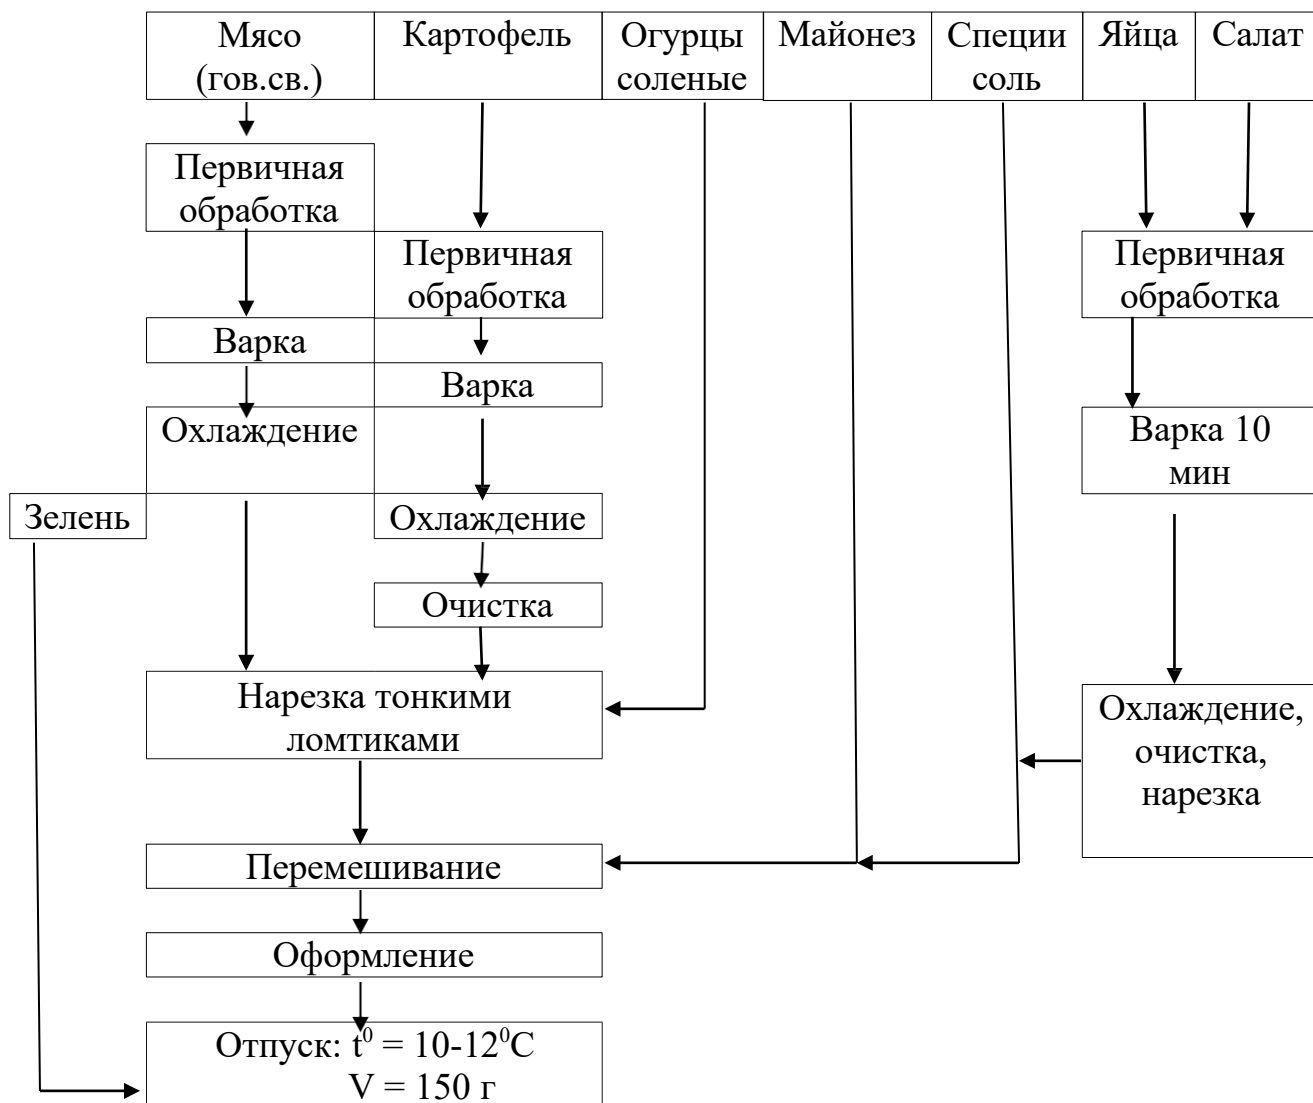 Мясо
(гов.св.)
Картофель
Огурцы
соленые
Майонез
Специи
соль
Яйца
Салат
Первичная
обработка
Первичная
обработка
Первичная
обработка
Варка
Варка
Охлаждение
Варка 10
мин
Зелень
Охлаждение
Очистка
Нарезка тонкими
ломтиками
Охлаждение,
очистка,
нарезка
Перемешивание
Оформление
Отпуск: t⁰ = 10-12⁰С
V = 150 г